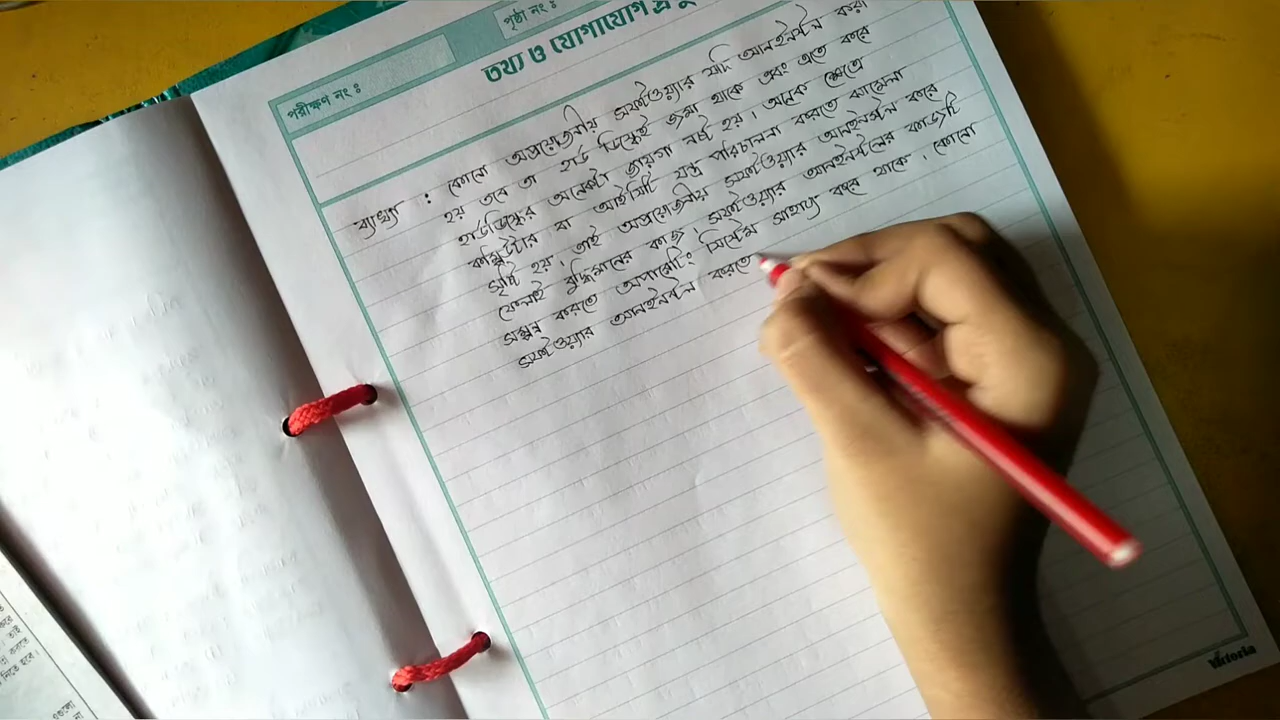 পৃষ্ঠা নং ঃ
পরীক্ষণ নং ঃ
তথ্য ও যোগাযোগ প্রযু
ব্যাখ্যা : কোনো অপ্রয়োজনীয় সফটওয়্যার যদি আনইনস্টল করা
হয় তবে তা হার্ড ডিস্কেই জমা থাকে এবং এতে করে
হার্ডডিস্কের অনেকটা জায়গা নষ্ট হয়। অনেক ক্ষেত্রে
কম্পিউটার বা আইসিটি যন্ত্র পরিচালনা করতে ঝামেলা
সৃষ্টি হয়। তাই অপ্রয়োজনীয় সফটওয়্যার আনইনস্টল করে
ফেলাই বুদ্ধিমানের কাজ। সফটওয়্যার আনইনস্টলের কাজটি
সম্পন্ন করতে অপারেটিং সিস্টেম সাহায্য করে থাকে। কোনো
সফটওয়্যার আনইনস্টল করতে
Victoria